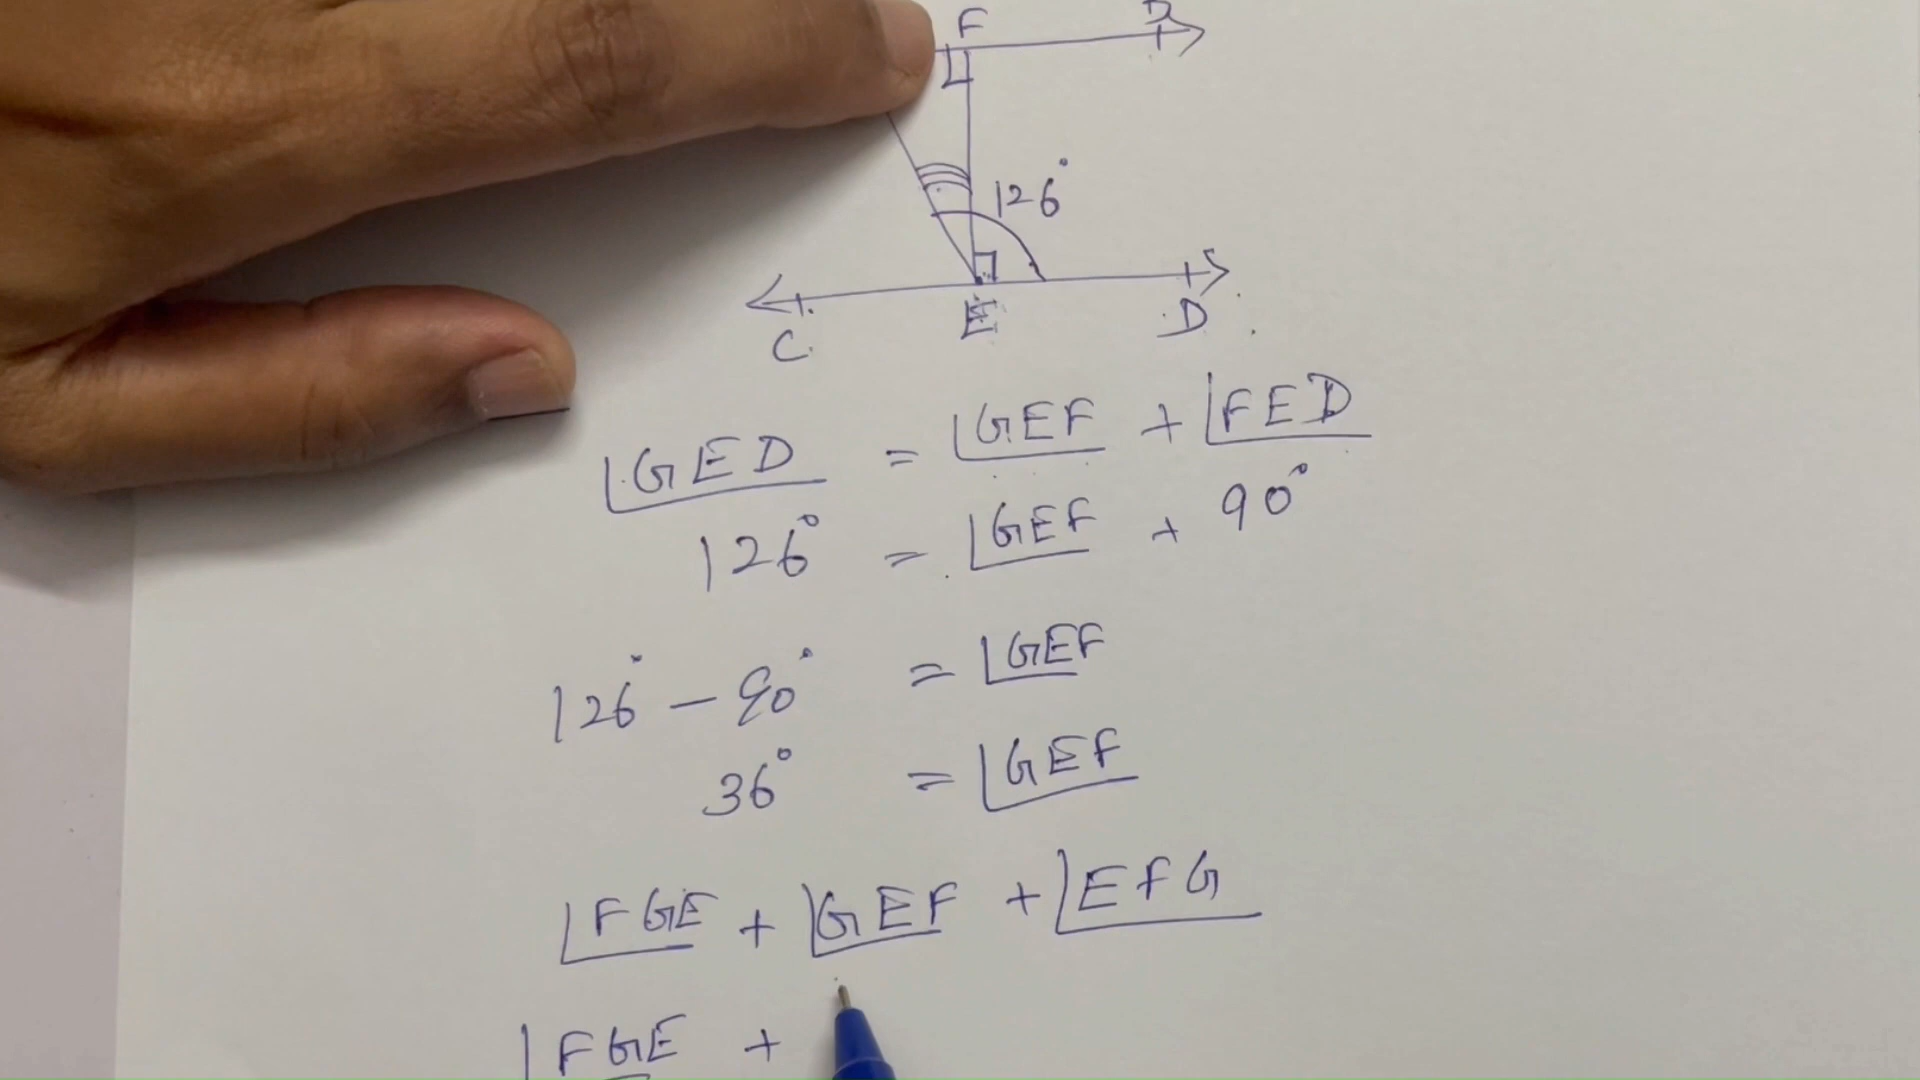 F B
126°
C E D
∠GED = ∠GEF + ∠FED
126° = ∠GEF + 90°
126° - 90° = ∠GEF
36° = ∠GEF
∠FGE + ∠GEF + ∠EFG
∠FGE +